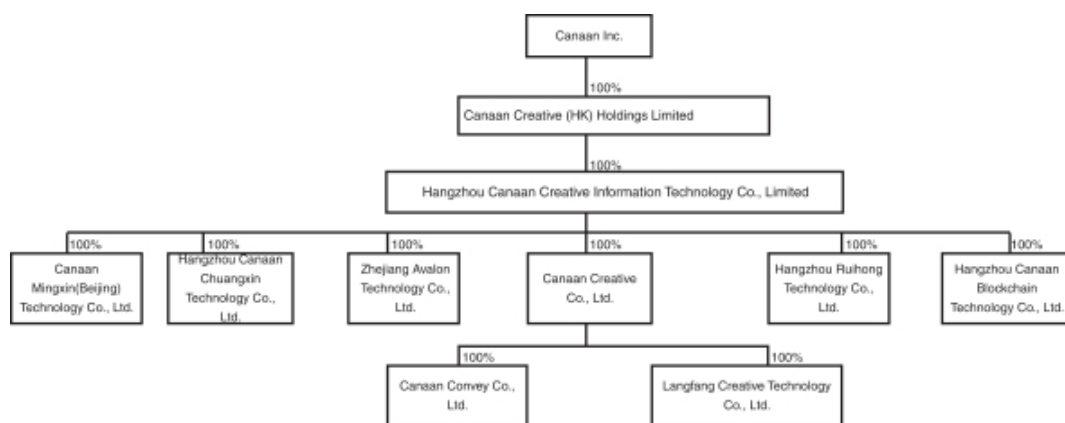 Canaan Inc.
100%
Canaan Creative (HK) Holdings Limited
100%
Hangzhou Canaan Creative Information Technology Co., Limited
100%
100%
100%
100%
100%
100%
Canaan
Mingxin(Beijing)
Technology Co., Ltd.
Hangzhou Canaan
Chuangxin
Technology Co.,
Ltd.
Zhejiang Avalon
Technology Co.,
Ltd.
Canaan Creative
Co., Ltd.
Hangzhou Ruihong
Technology Co.,
Ltd.
Hangzhou Canaan
Blockchain
Technology Co., Ltd.
100%
100%
Canaan Convey Co.,
Ltd.
Langfang Creative Technology
Co., Ltd.